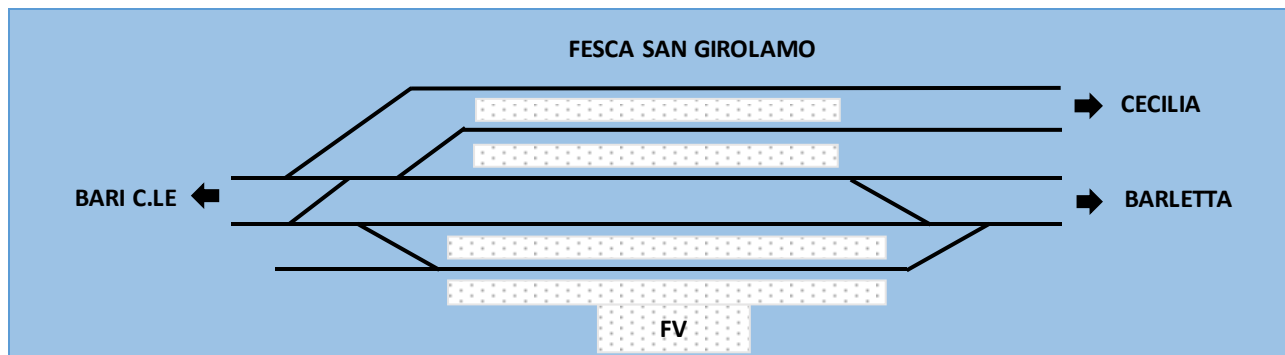 FESCA SAN GIROLAMO
CECILIA
BARI C.LE
BARLETTA
FV